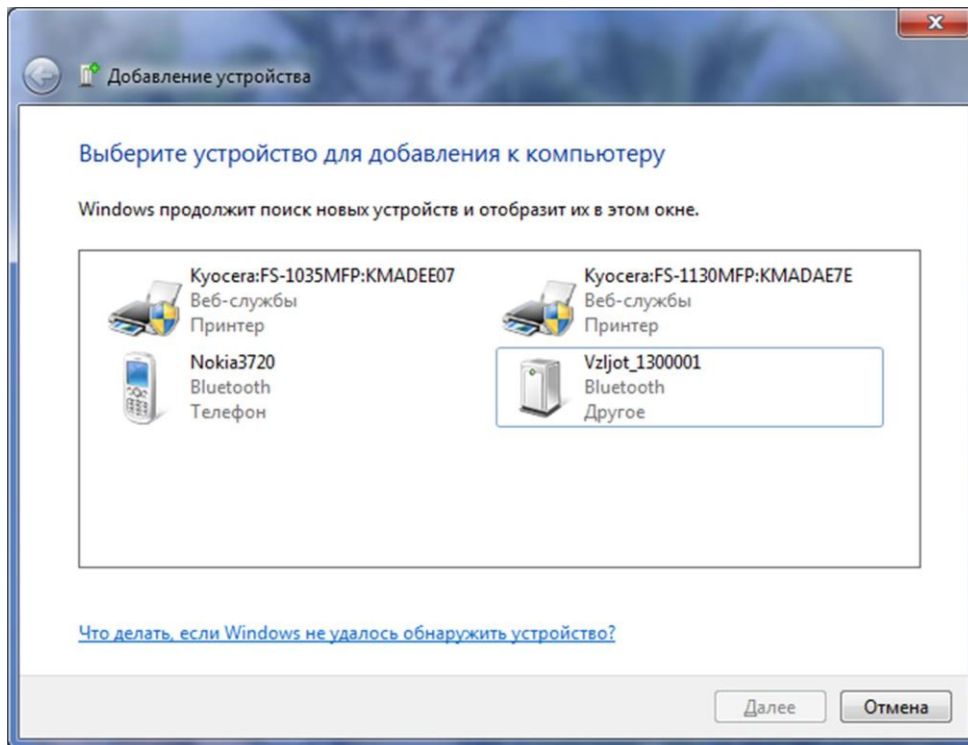 Добавление устройства
Выберите устройство для добавления к компьютеру
Windows продолжит поиск новых устройств и отобразит их в этом окне.
Kyocera:FS-1035MFP:KMADEE07
Веб-службы
Принтер
Kyocera:FS-1130MFP:KMADAE7E
Веб-службы
Принтер
Nokia3720
Bluetooth
Телефон
Vzljot_1300001
Bluetooth
Другое
Что делать, если Windows не удалось обнаружить устройство?
Далее
Отмена